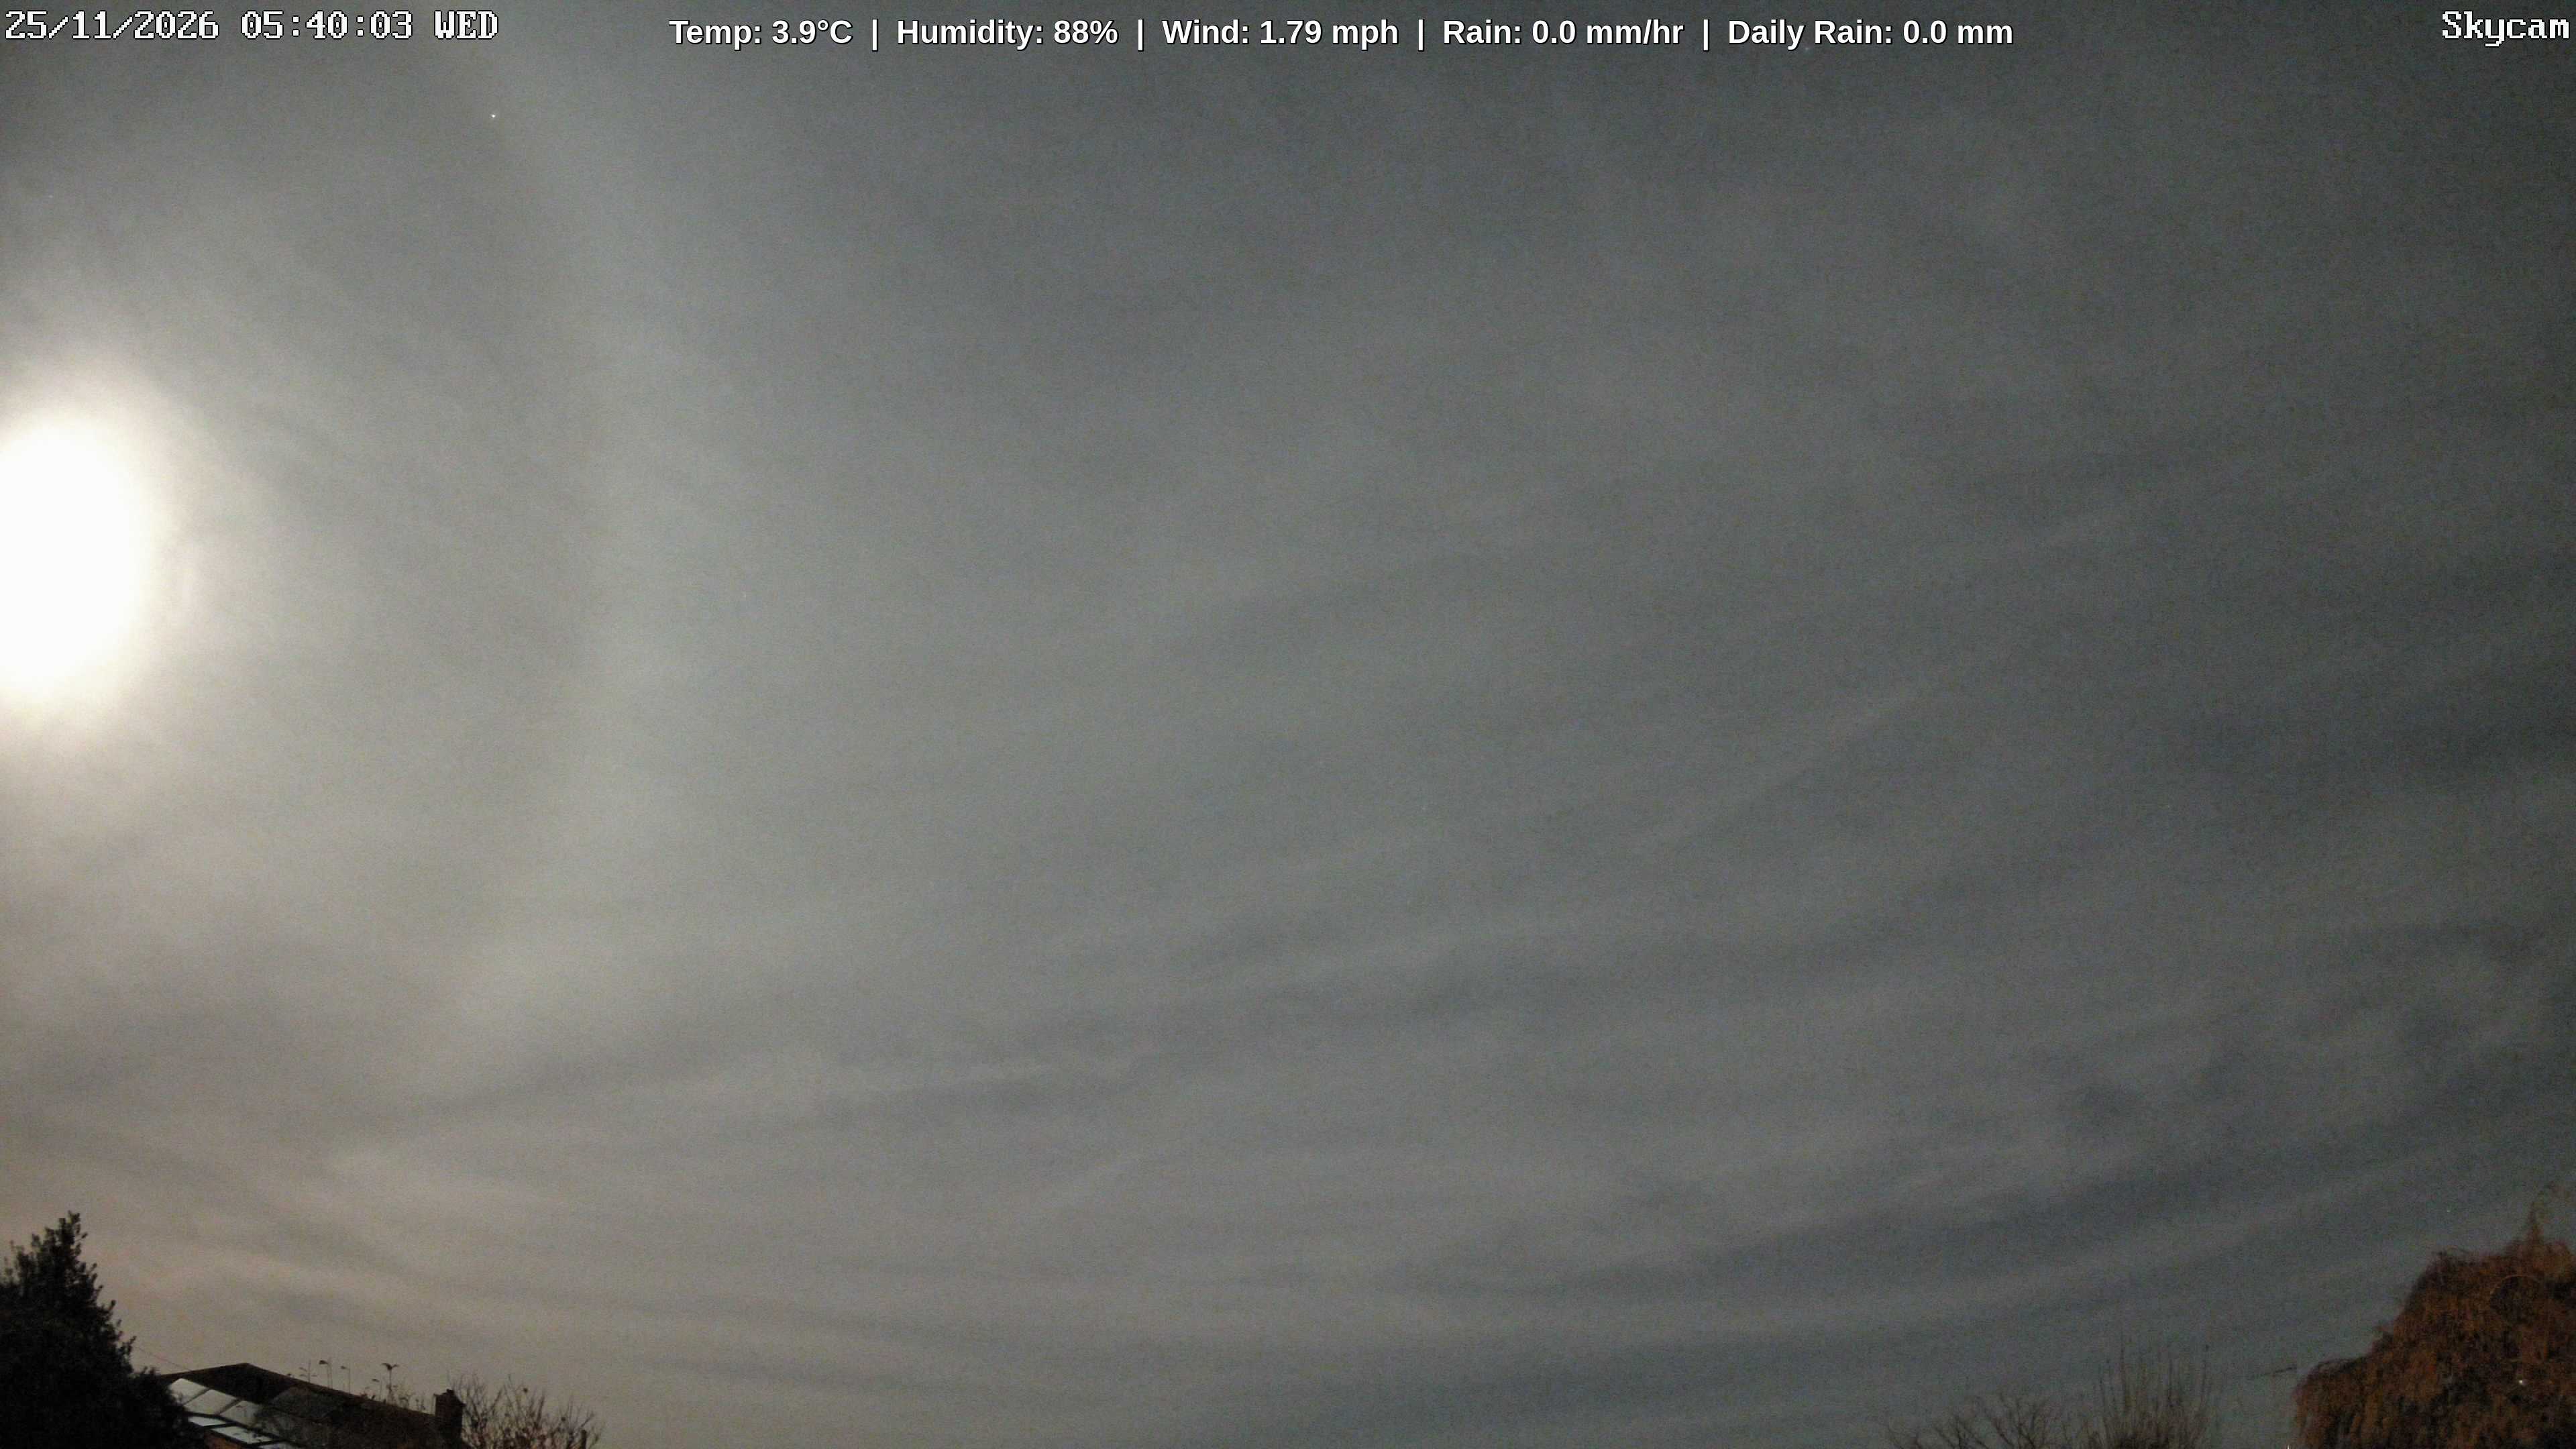 25/11/2026 05:40:03 WED
Temp: 3.9°C | Humidity: 88% | Wind: 1.79 mph | Rain: 0.0 mm/hr | Daily Rain: 0.0 mm
Skycam